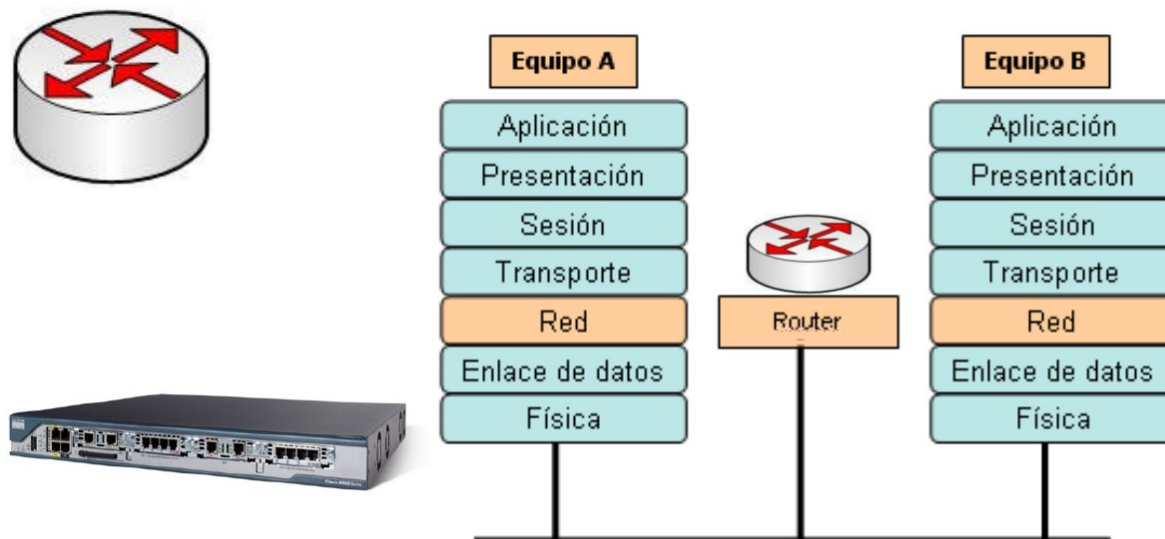 Equipo A
Aplicación
Presentación
Sesión
Transporte
Red
Enlace de datos
Física
Router
Equipo B
Aplicación
Presentación
Sesión
Transporte
Red
Enlace de datos
Física